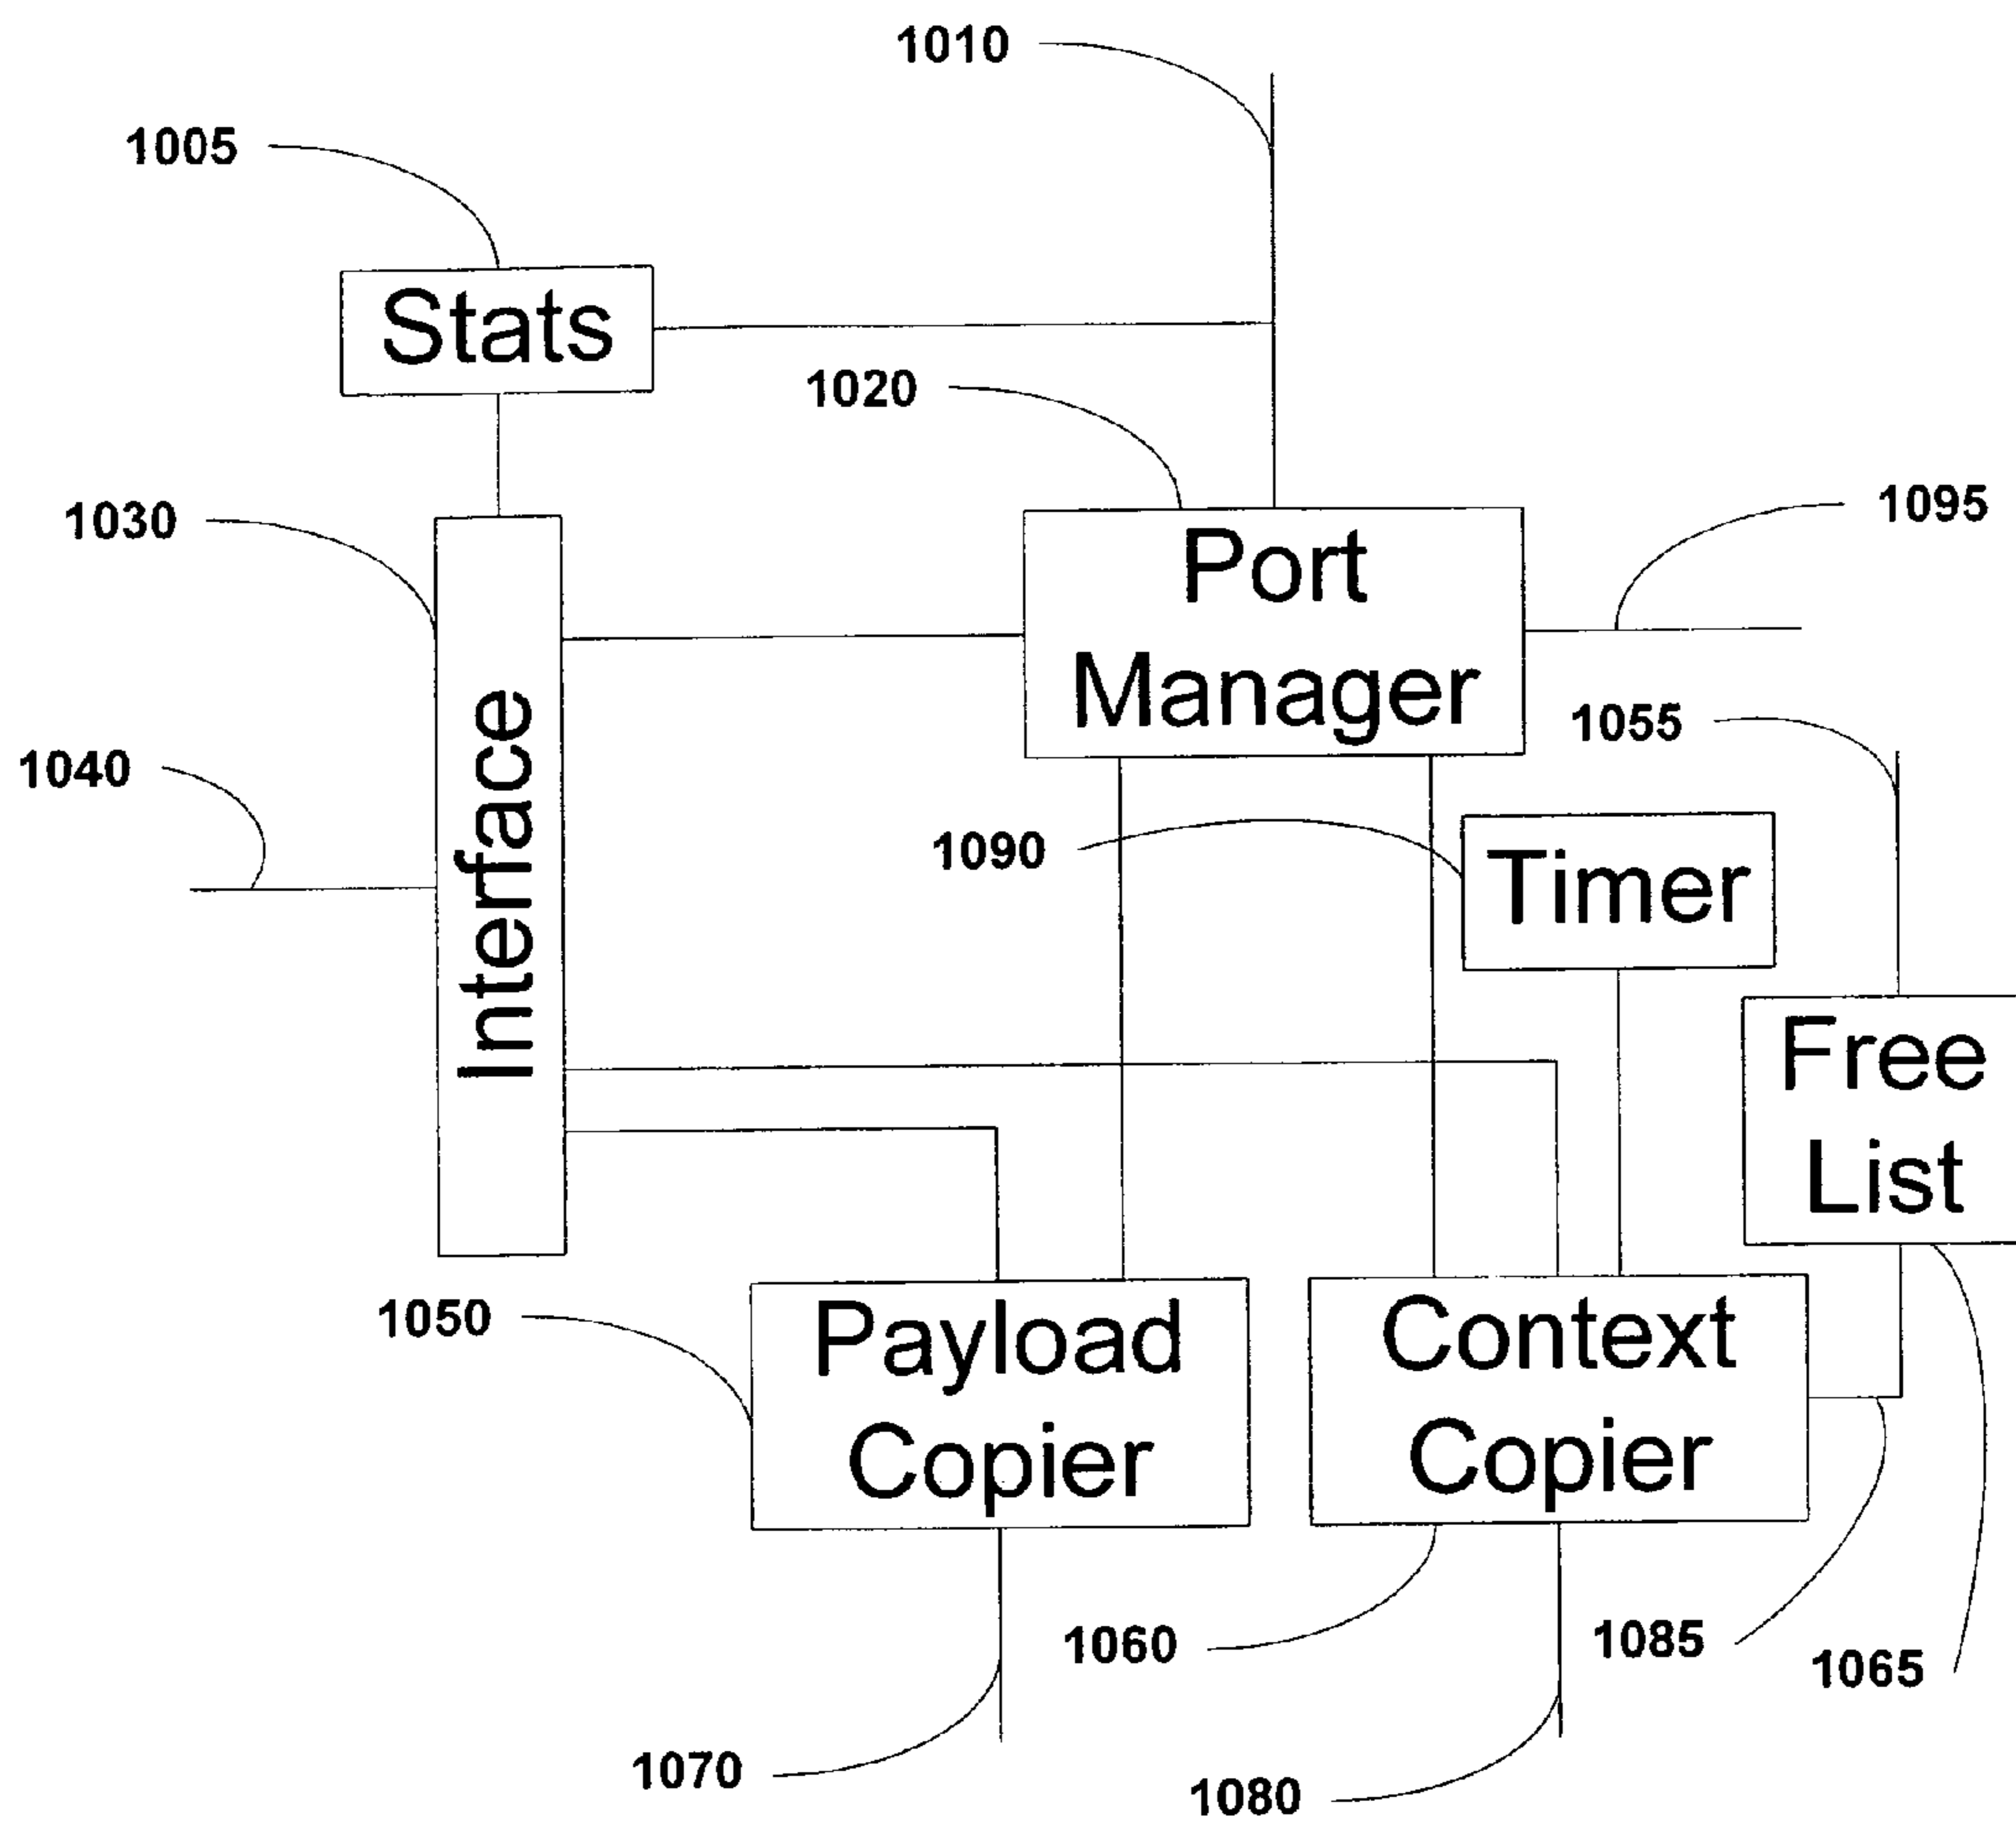 1010
1005
Stats
1020
1030
1095
Port
Manager
1055
1040
1090
Timer
Interface
Free
List
1050
Payload
Copier
Context
Copier
1060
1085
1065
1070
1080